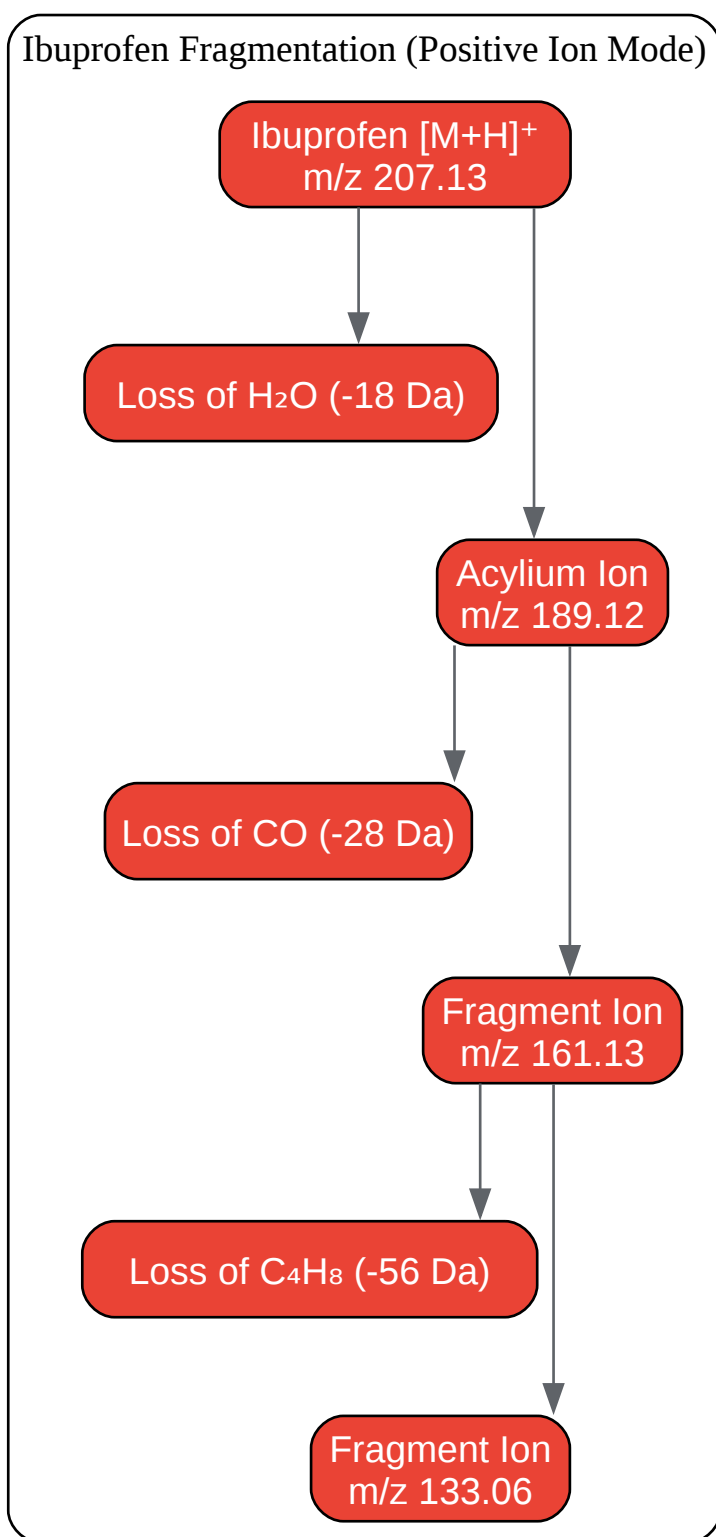 Ibuprofen Fragmentation (Positive Ion Mode)
Ibuprofen [M+H]⁺
m/z 207.13
Loss of H₂O (-18 Da)
Acylium Ion
m/z 189.12
Loss of CO (-28 Da)
Fragment Ion
m/z 161.13
Loss of C₄H₈ (-56 Da)
Fragment Ion
m/z 133.06